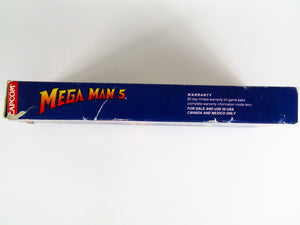 CAPCOM
MEGA MAN 5
WARRANTY
90-day limited warranty on game paks
(complete warranty information inside box)
FOR SALE AND USE IN USA
CANADA AND MEXICO ONLY